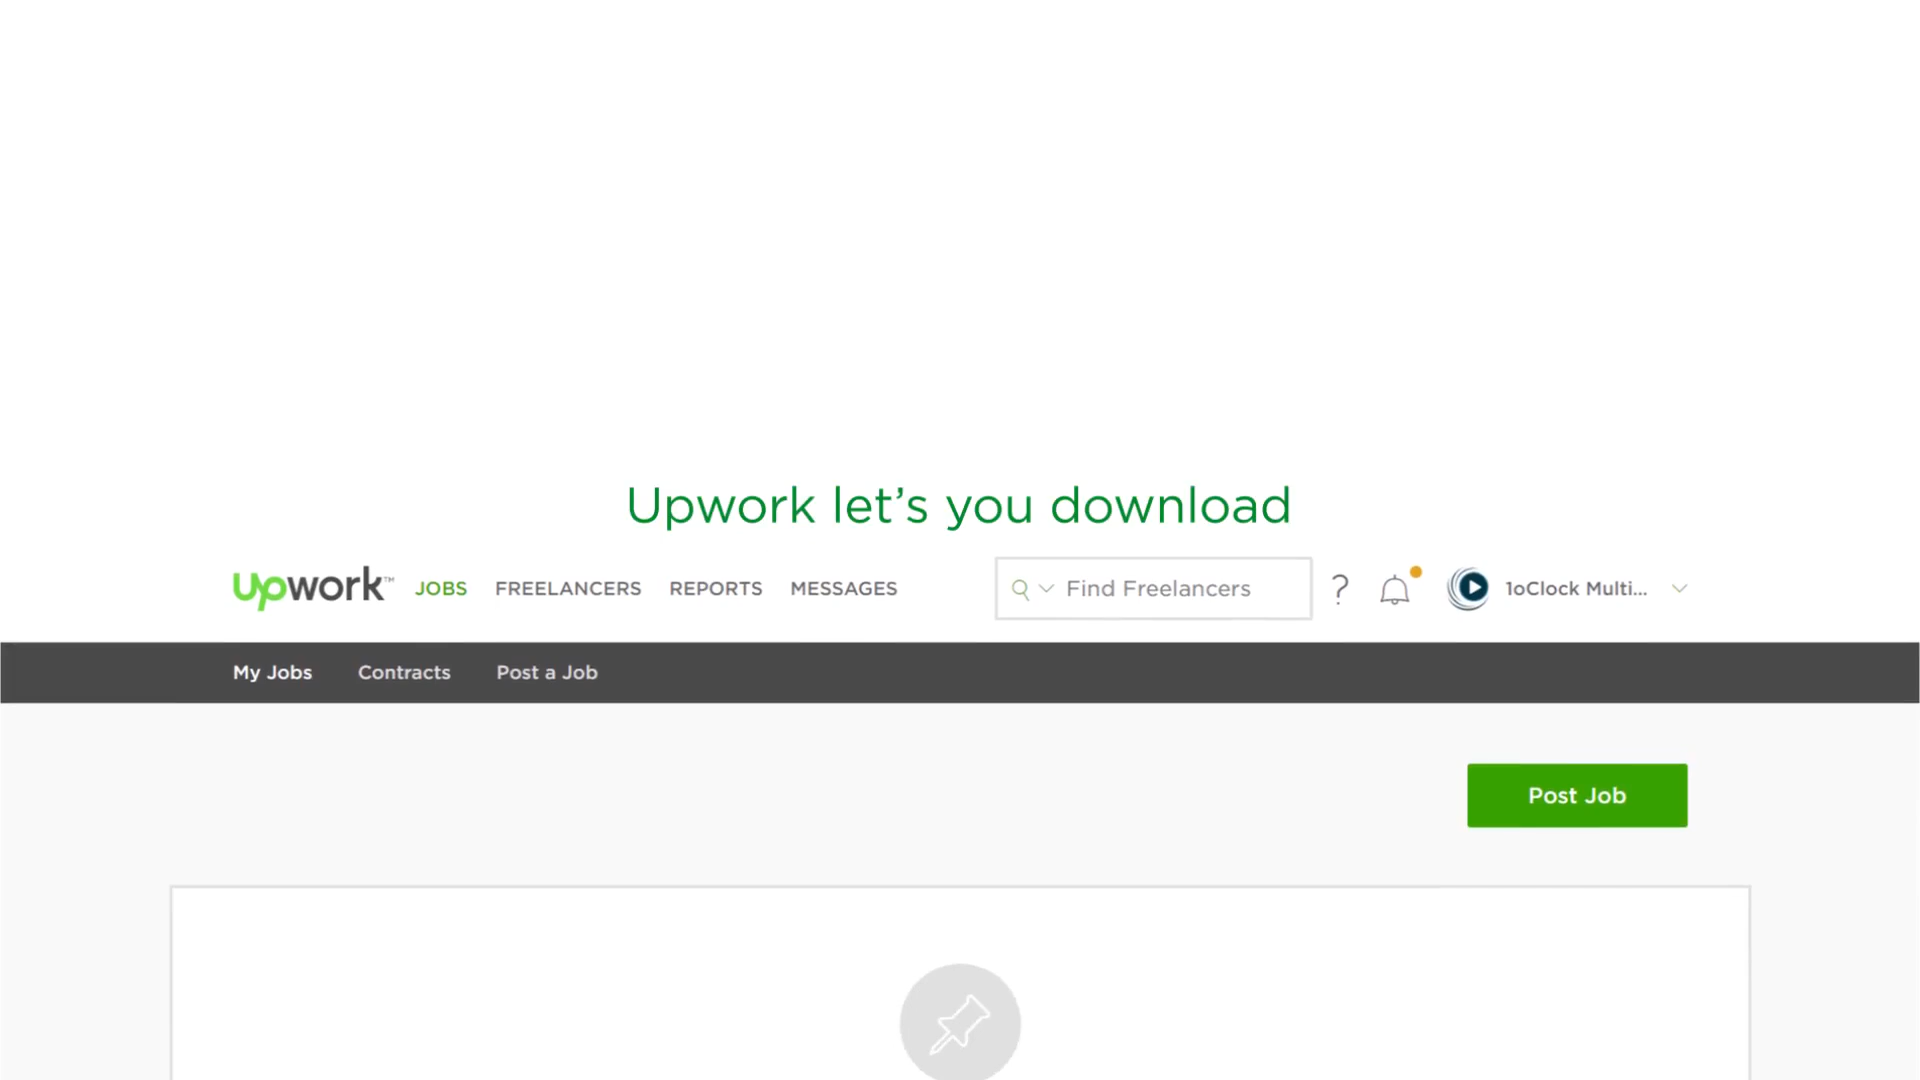 Upwork let’s you download
upwork™ JOBS FREELANCERS REPORTS MESSAGES Find Freelancers ? 1oClock Multi...
My Jobs Contracts Post a Job
Post Job